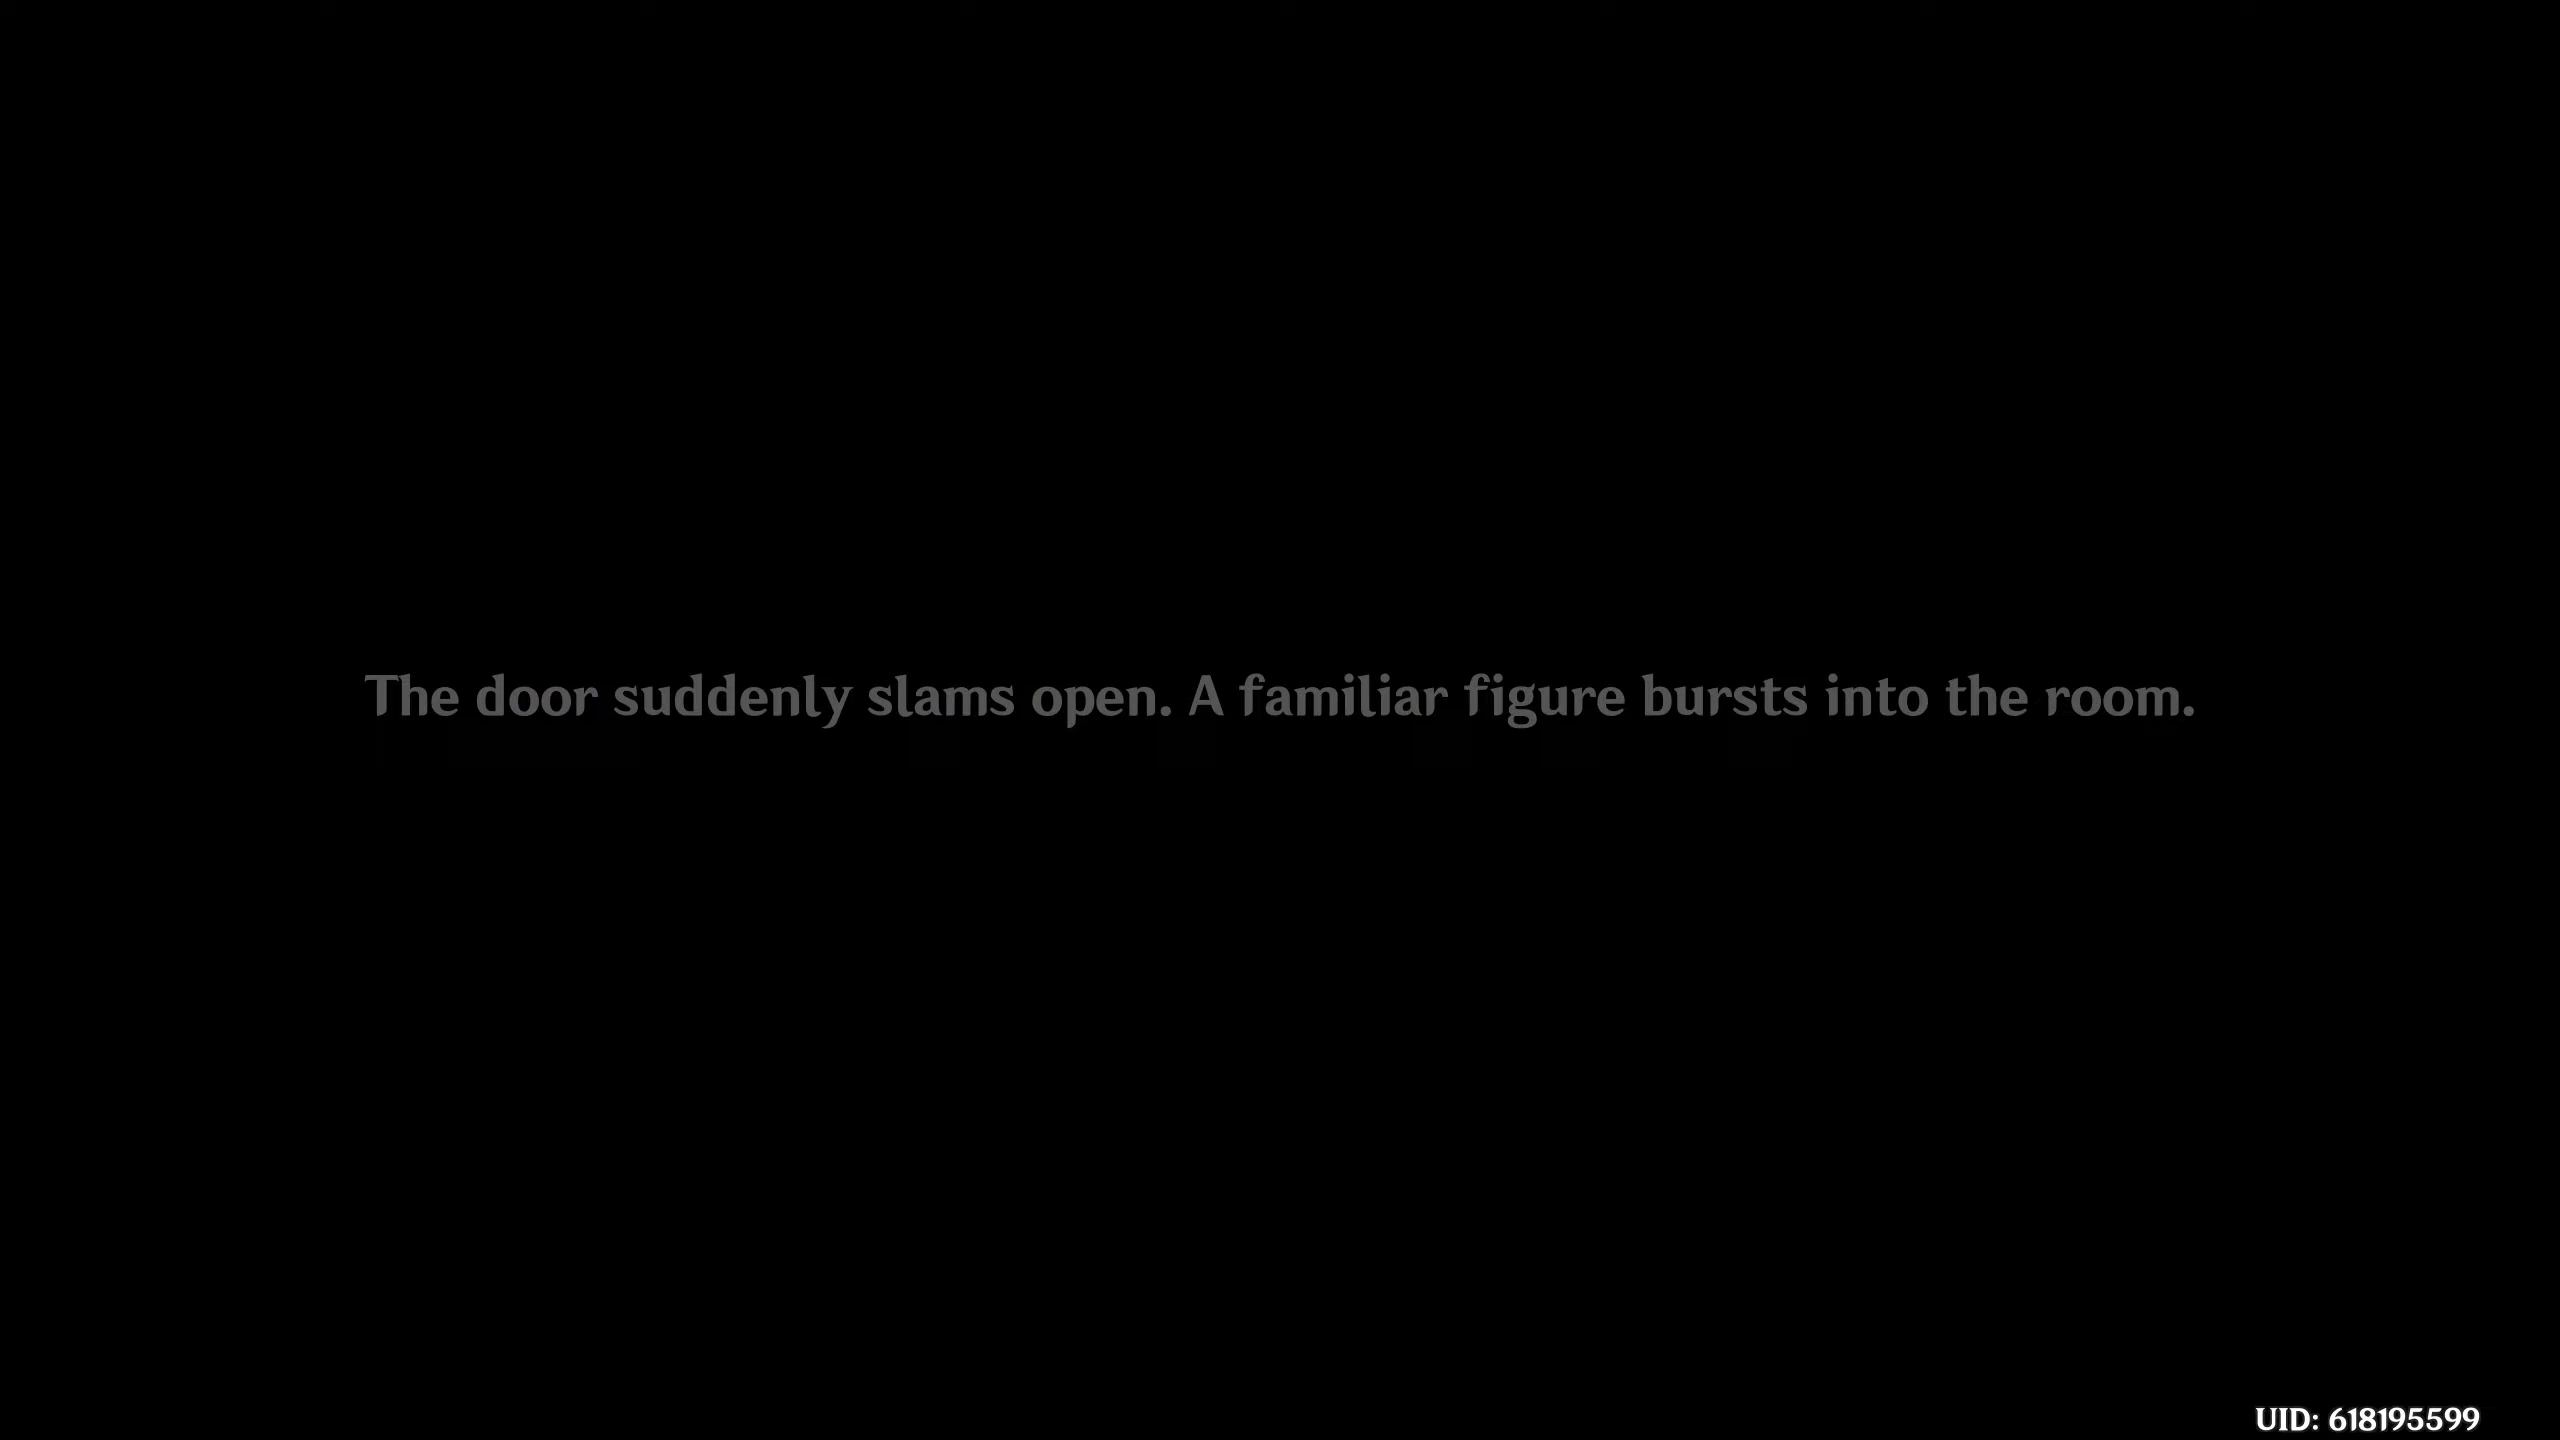 The door suddenly slams open. A familiar figure bursts into the room.
UID: 618195599